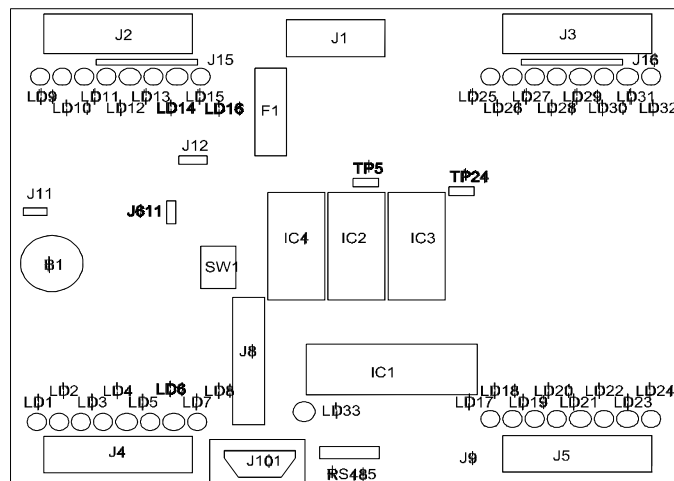 J2
J1
J3
J15
J16
LD9 LD11 LD13 LD15
LD10 LD12 LD14 LD16
F1
LD25 LD27 LD29 LD31
LD26 LD28 LD30 LD32
J12
TP5
TP24
J11
J611
IC4 IC2 IC3
B1
SW1
J8
IC1
LD2 LD4 LD6 LD8
LD1 LD3 LD5 LD7
LD18 LD20 LD22 LD24
LD17 LD19 LD21 LD23
LD33
J4
J101
J9
J5